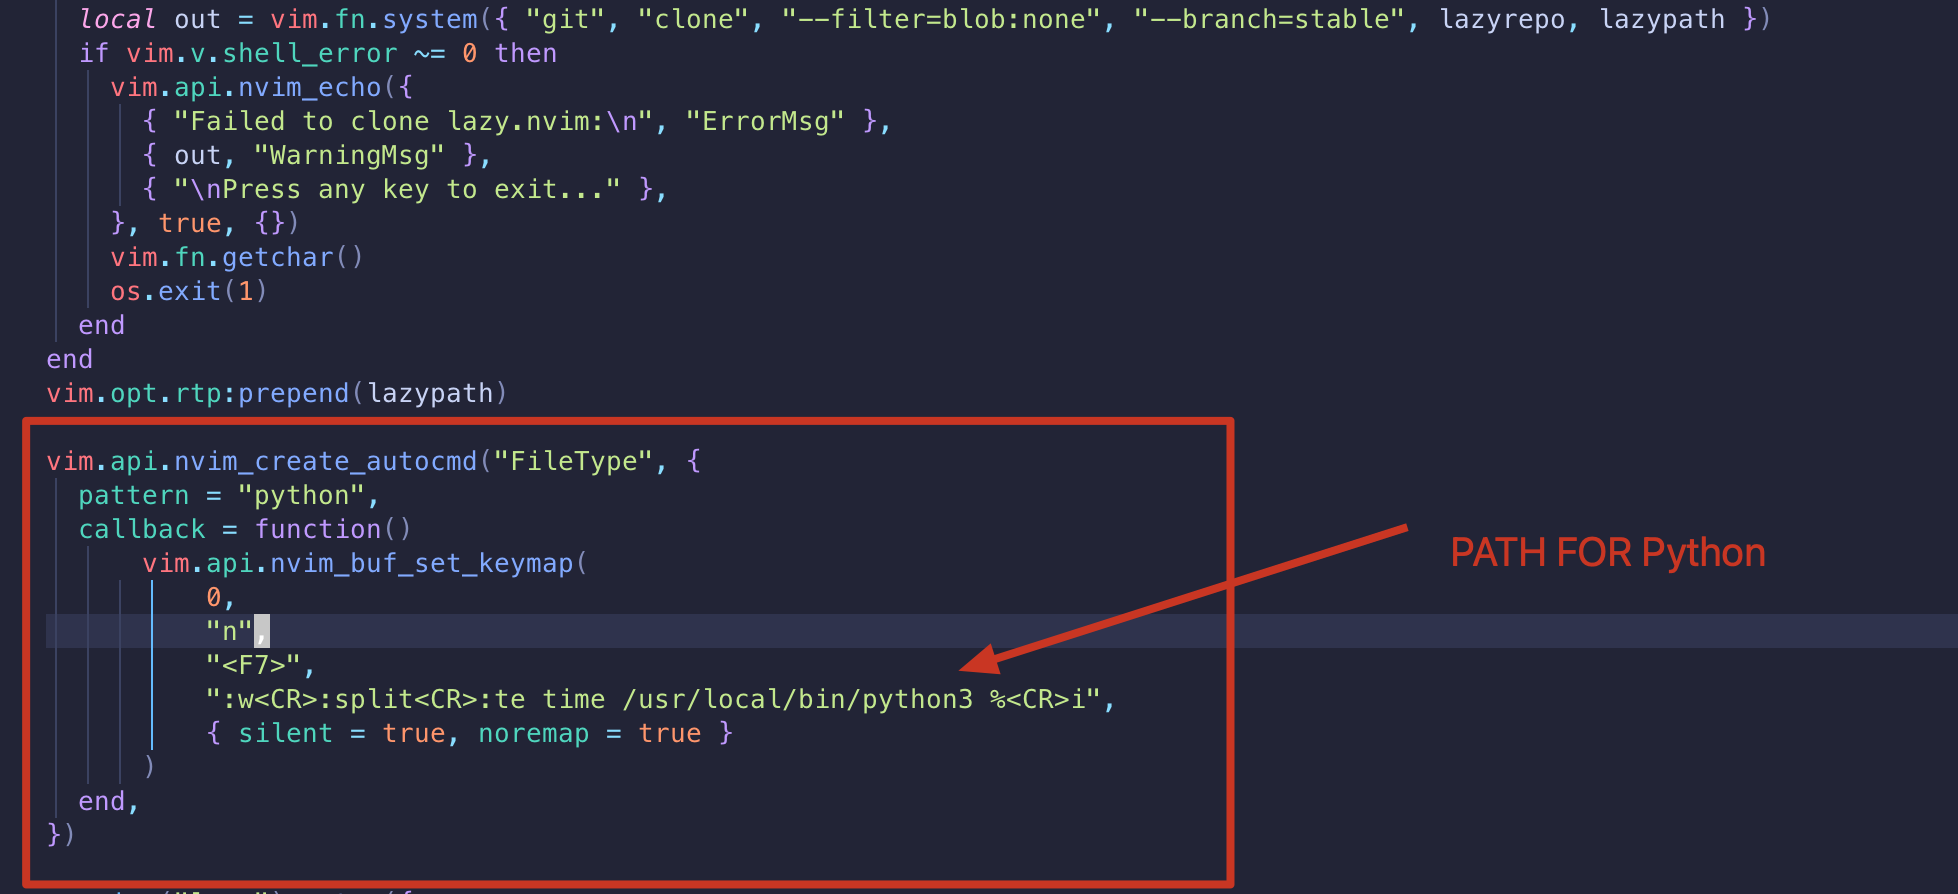 local out = vim.fn.system({ "git", "clone", "--filter=blob:none", "--branch=stable", lazyrepo, lazypath })
if vim.v.shell_error ~= 0 then
vim.api.nvim_echo({
{ "Failed to clone lazy.nvim:\n", "ErrorMsg" },
{ out, "WarningMsg" },
{ "\nPress any key to exit..." },
}, true, {})
vim.fn.getchar()
os.exit(1)
end
end
vim.opt.rtp:prepend(lazypath)
vim.api.nvim_create_autocmd("FileType", {
pattern = "python",
callback = function()
vim.api.nvim_buf_set_keymap(
0,
"n",
"<F7>",
":w<CR>:split<CR>:te time /usr/local/bin/python3 %<CR>i",
{ silent = true, noremap = true }
)
end,
})
PATH FOR Python